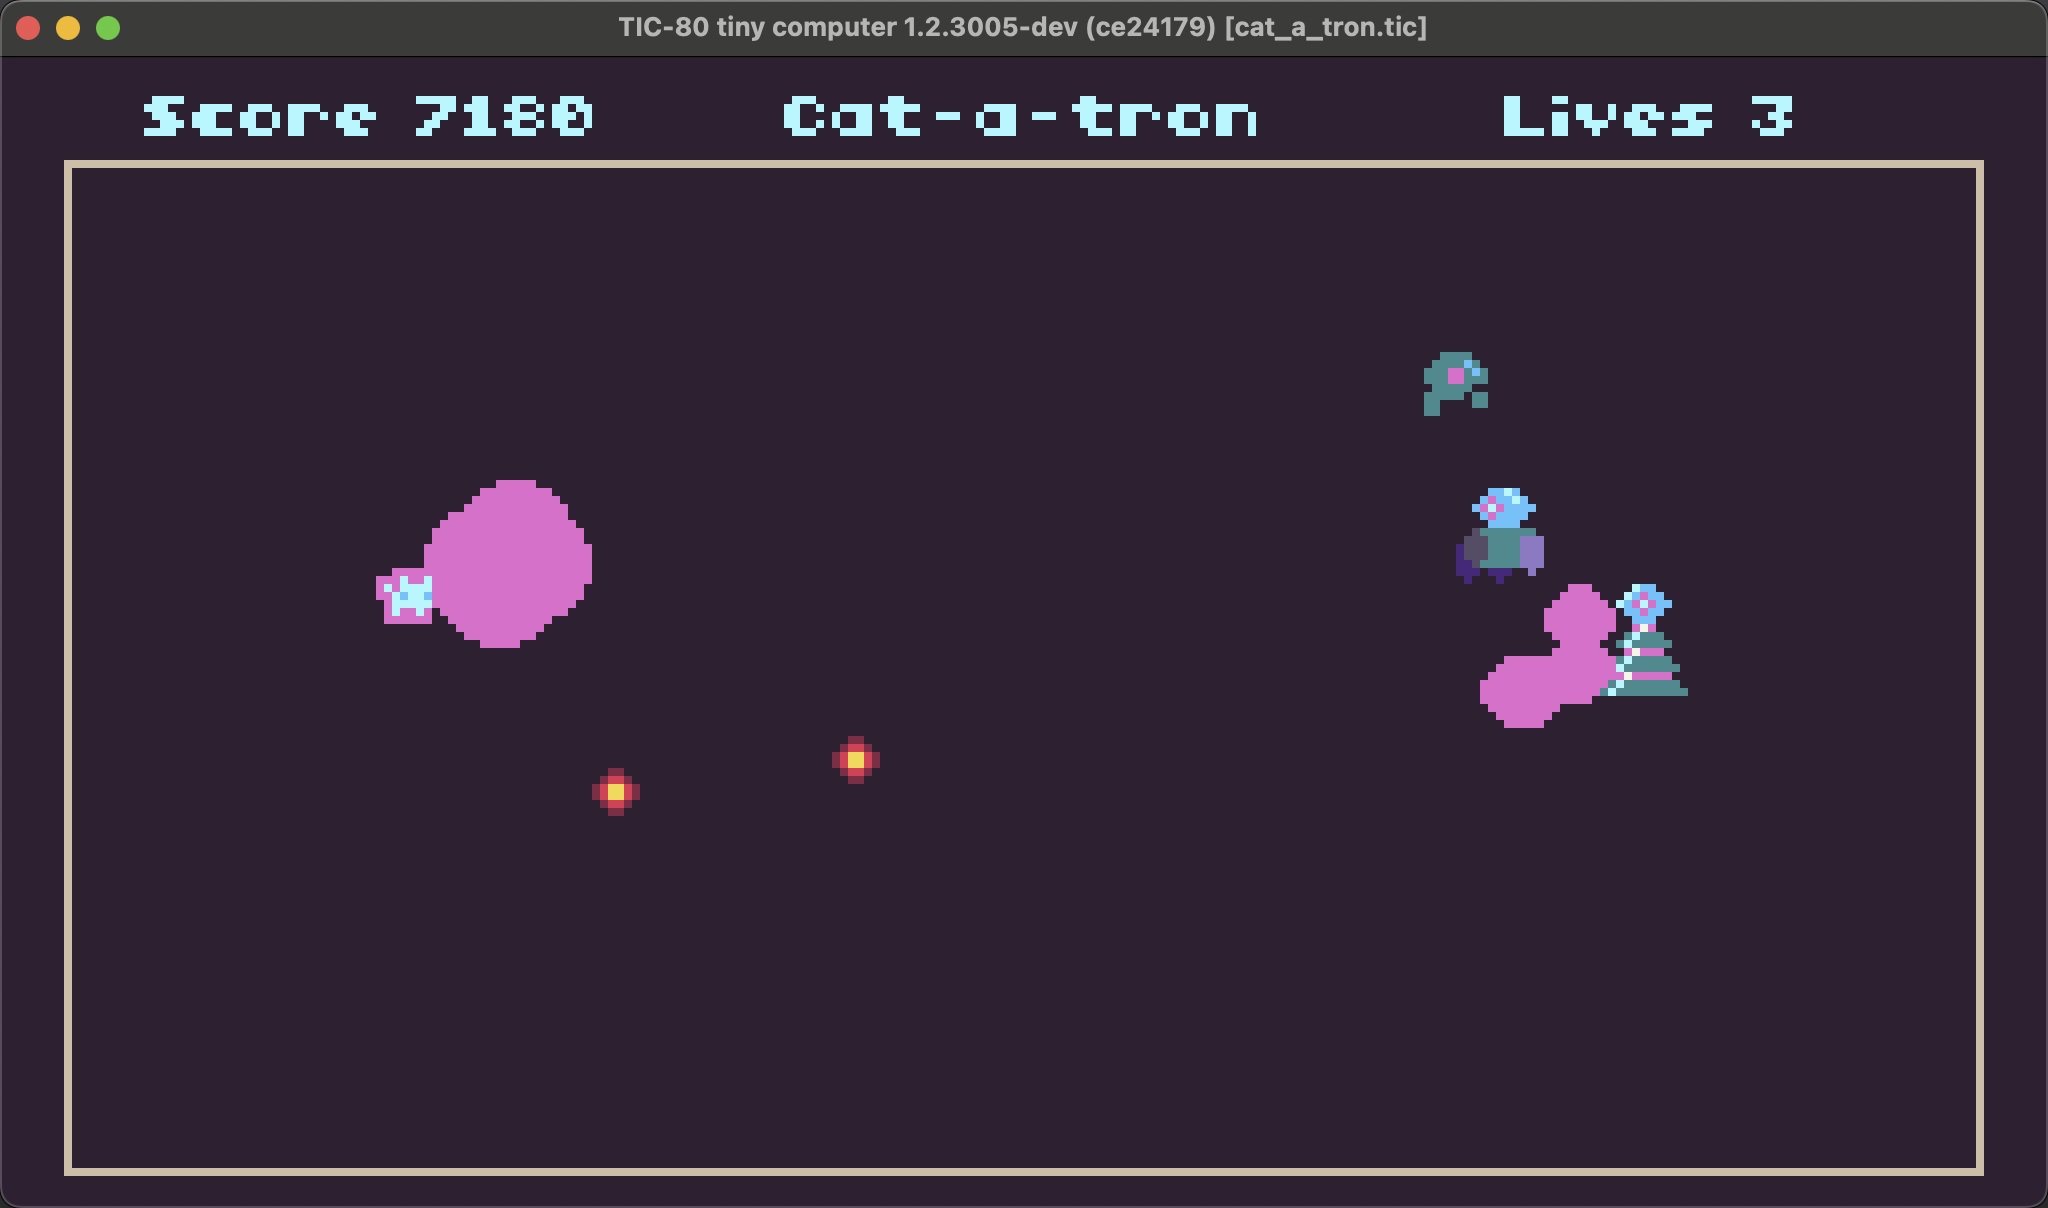 TIC-80 tiny computer 1.2.3005-dev (ce24179) [cat_a_tron.tic]
Score 7180 Cat-a-tron Lives 3